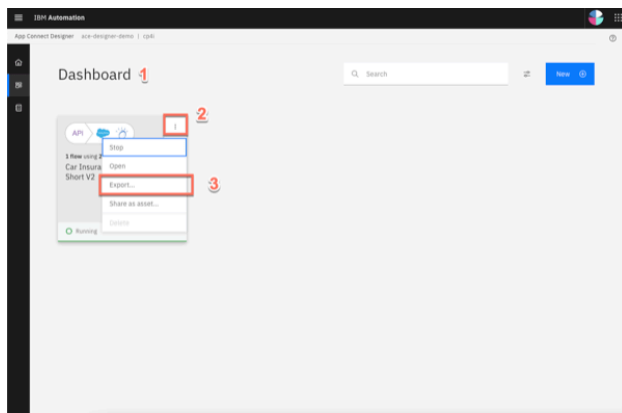 IBM Automation
App Connect Designer ace-designer-demo | cp4i
Dashboard 1
Search
New
2
API
Stop
1 flow using 2
Car Insura
Short V2
Open
Export...
3
Share as asset...
Delete
Running